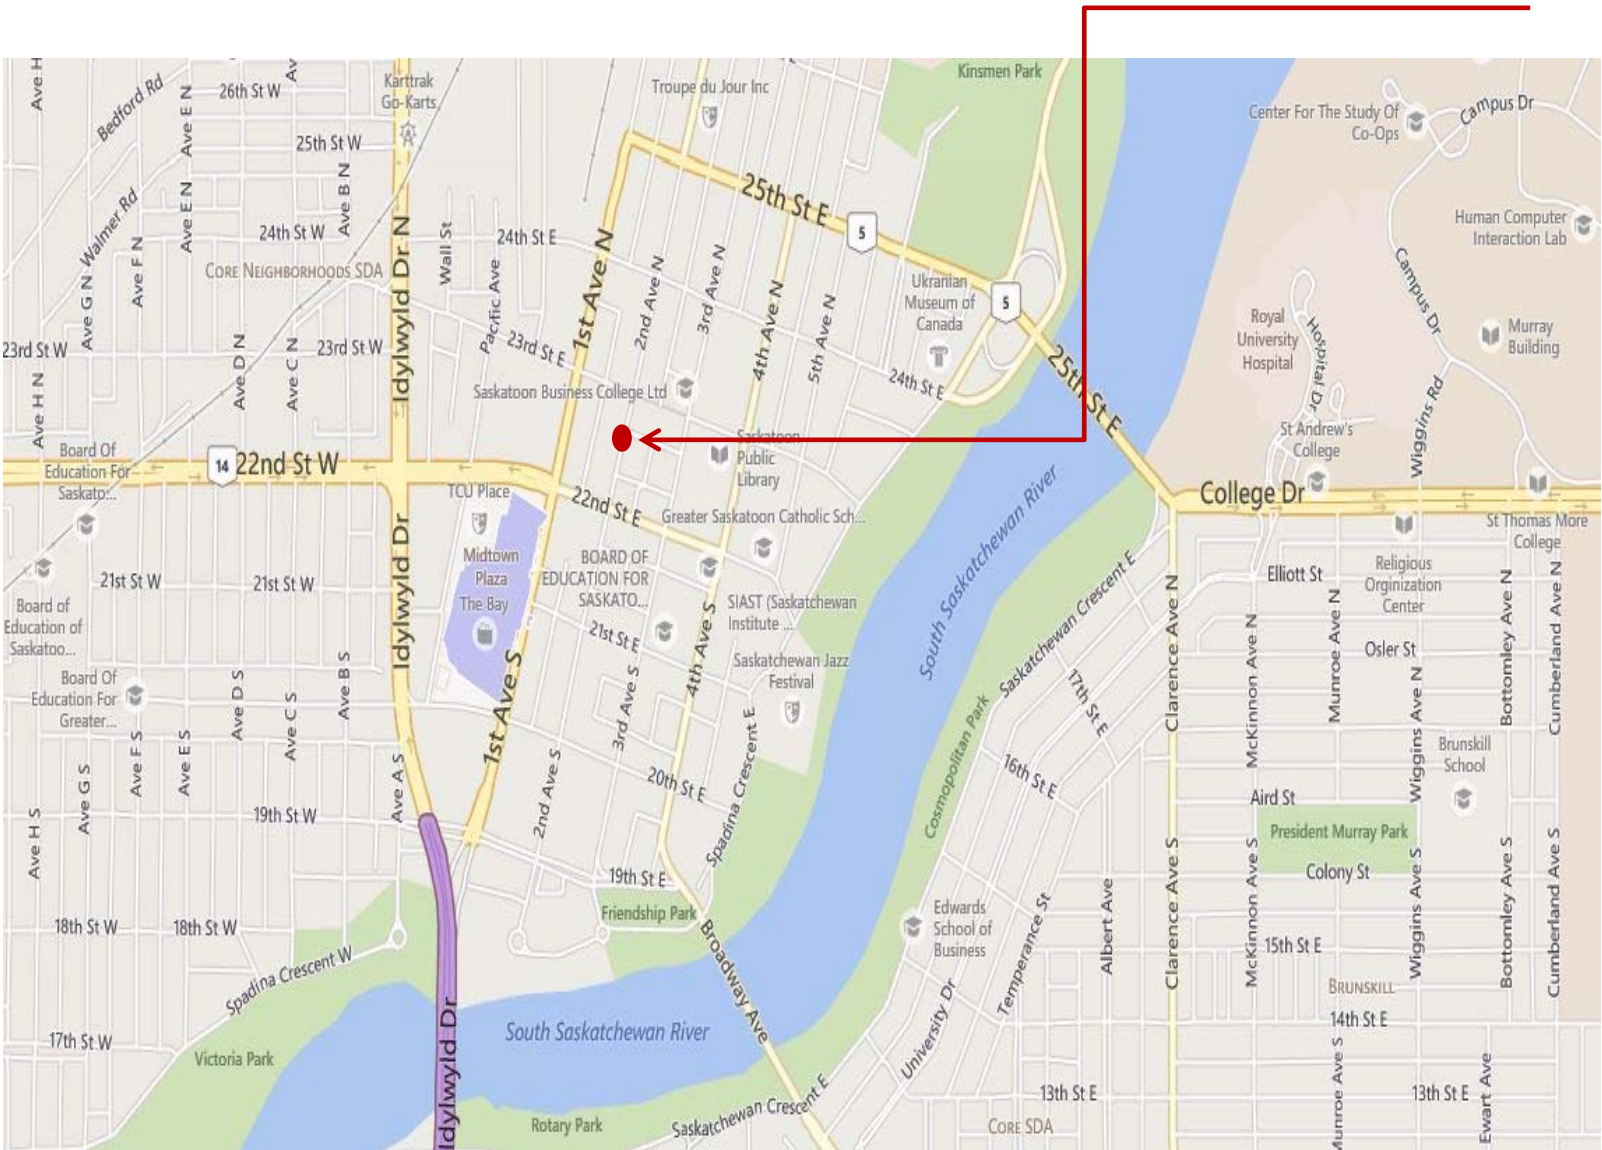 Kinsmen Park
Karttrak
Go-Karts
Troupe du Jour Inc
Ave H
Bedford Rd
Ave E N
26th St W
Av
Center For The Study Of
Co-Ops
Campus Dr
25th St W
Ave B N
Walmer Rd
Ave E N
25th St E
5
24th St W
Idylwyld Dr N
Wall St
24th St E
Human Computer
Interaction Lab
Core Neighborhoods SDA
Ave F N
Ave G N
Pacific Ave
1st Ave N
2nd Ave N
3rd Ave N
4th Ave N
5th Ave N
Ukranian
Museum of
Canada
5
Campus Dr
Royal
University
Hospital
Hospital Dr
Murray
Building
23rd St W
Ave D N
Ave C N
23rd St W
23rd St E
24th St E
25th St E
Saskatoon Business College Ltd
Ave H N
Wiggins Rd
St Andrew's
College
Board Of
Education For
Saskato...
14
22nd St W
Saskatoon
Public
Library
TCU Place
22nd St E
Greater Saskatoon Catholic Sch...
South Saskatchewan River
College Dr
St Thomas More
College
Idylwyld Dr
Midtown
Plaza
The Bay
BOARD OF
EDUCATION FOR
SASKATO...
21st St W
21st St W
Board of
Education of
Saskatoo...
SIAST (Saskatchewan
Institute ...
21st St E
Saskatchewan Crescent E
Clarence Ave N
Elliott St
Religious
Orginization
Center
McKinnon Ave N
Munroe Ave N
Osler St
Wiggins Ave N
Bottomley Ave N
Cumberland Ave N
Board Of
Education For
Greater...
Ave D S
Ave C S
Ave B S
1st Ave S
3rd Ave S
4th Ave S
Saskatchewan Jazz
Festival
17th St E
Cosmopolitan Park
Ave H S
Ave G S
Ave F S
Ave E S
Ave A S
2nd Ave S
20th St E
Spadina Crescent E
16th St E
Brunskill
School
19th St W
Aird St
President Murray Park
Colony St
19th St E
Friendship Park
Edwards
School of
Business
Temperance St
Albert Ave
Clarence Ave S
McKinnon Ave S
Wiggins Ave S
Bottomley Ave S
Cumberland Ave S
18th St W
18th St W
Spadina Crescent W
Broadway Ave
15th St E
Brunskill
14th St E
17th St W
Victoria Park
Idylwyld Dr
South Saskatchewan River
University Dr
Rotary Park
Saskatchewan Crescent E
13th St E
Core SDA
Munroe Ave S
13th St E
Ewart Ave